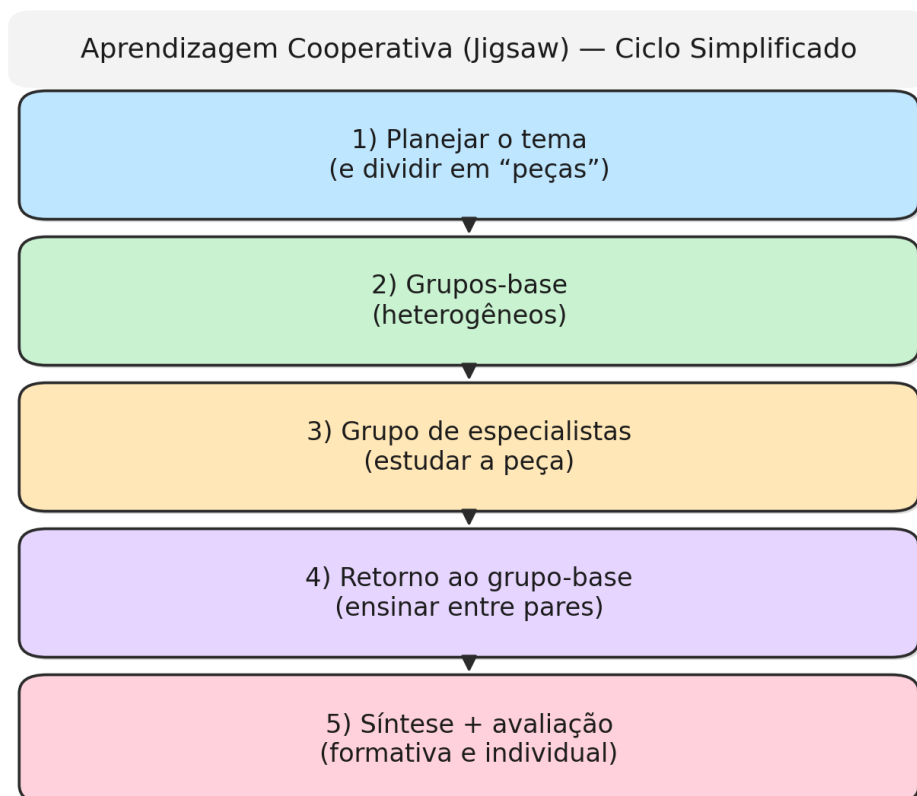 Aprendizagem Cooperativa (Jigsaw) — Ciclo Simplificado
1) Planejar o tema
(e dividir em “peças”)
2) Grupos-base
(heterogêneos)
3) Grupo de especialistas
(estudar a peça)
4) Retorno ao grupo-base
(ensinar entre pares)
5) Síntese + avaliação
(formativa e individual)